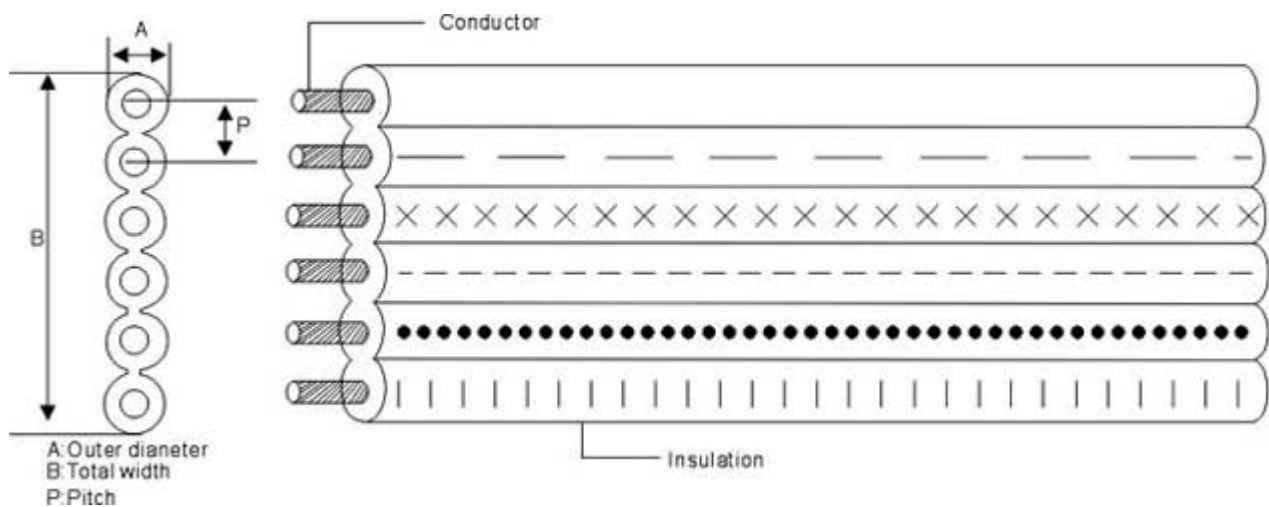 Conductor
A
P
B
A:Outer dianeter
B:Total width
P:Pitch
Insulation